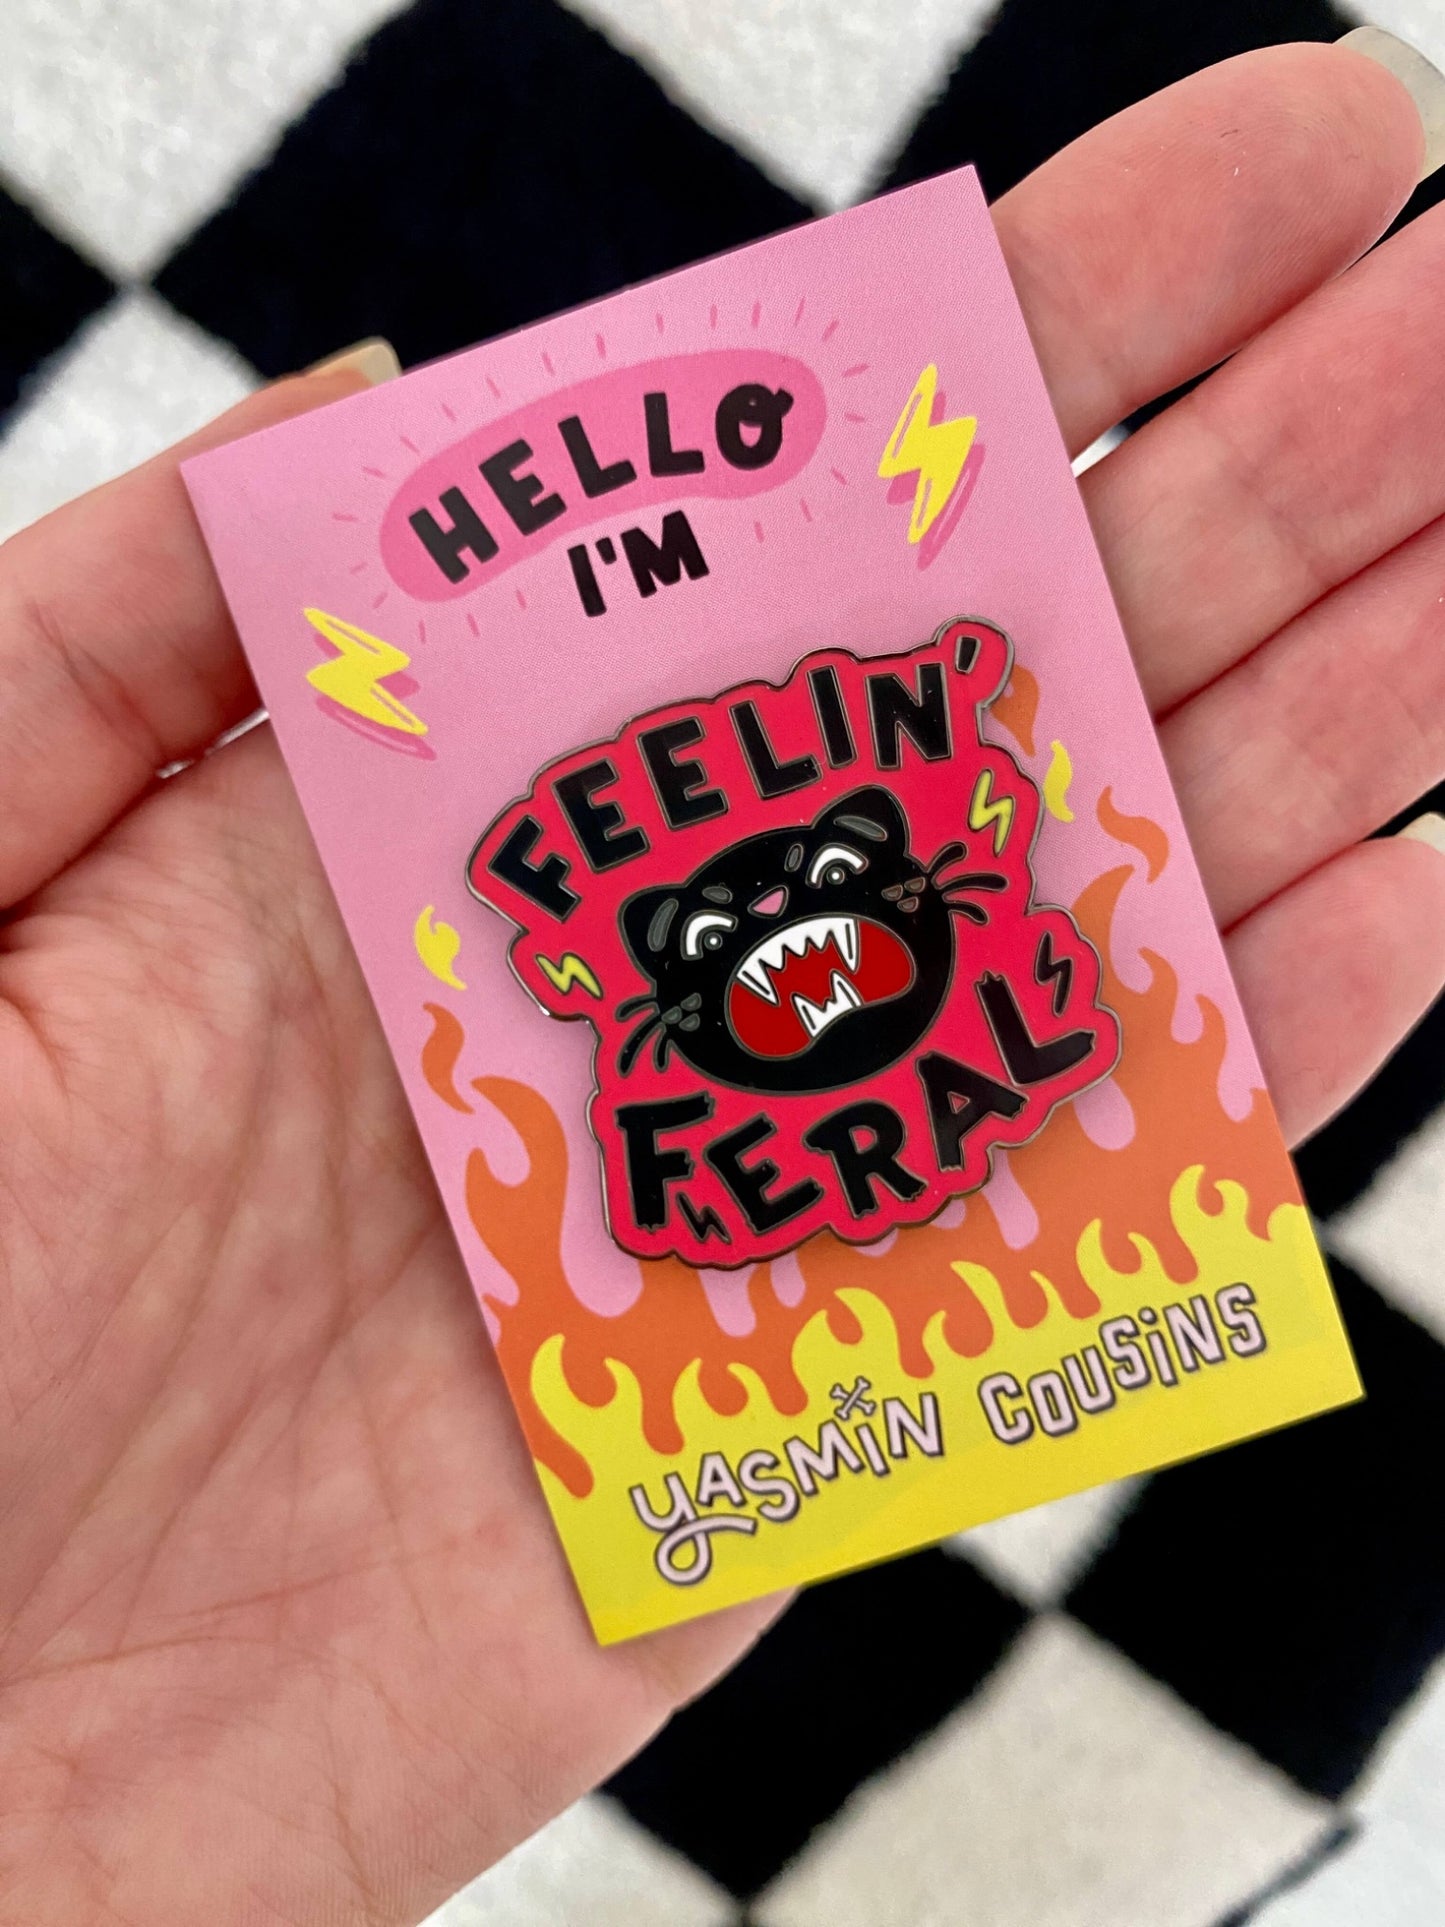 HELLO
I'M
FEELIN'
FERAL
YASMiN COUSiNS